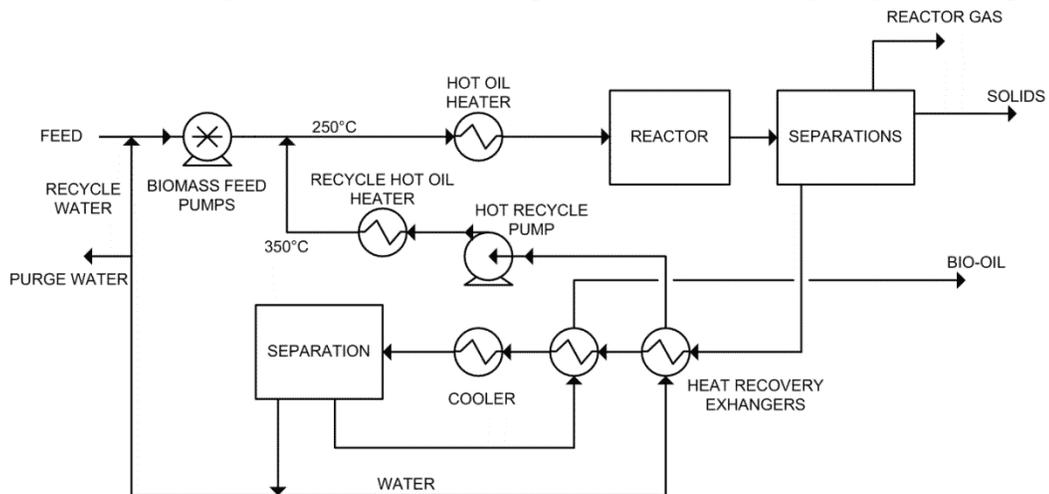 REACTOR GAS
SOLIDS
HOT OIL
HEATER
FEED
250°C
REACTOR
SEPARATIONS
RECYCLE
WATER
BIOMASS FEED
PUMPS
RECYCLE HOT OIL
HEATER
HOT RECYCLE
PUMP
350°C
PURGE WATER
BIO-OIL
SEPARATION
COOLER
HEAT RECOVERY
EXHANGERS
WATER